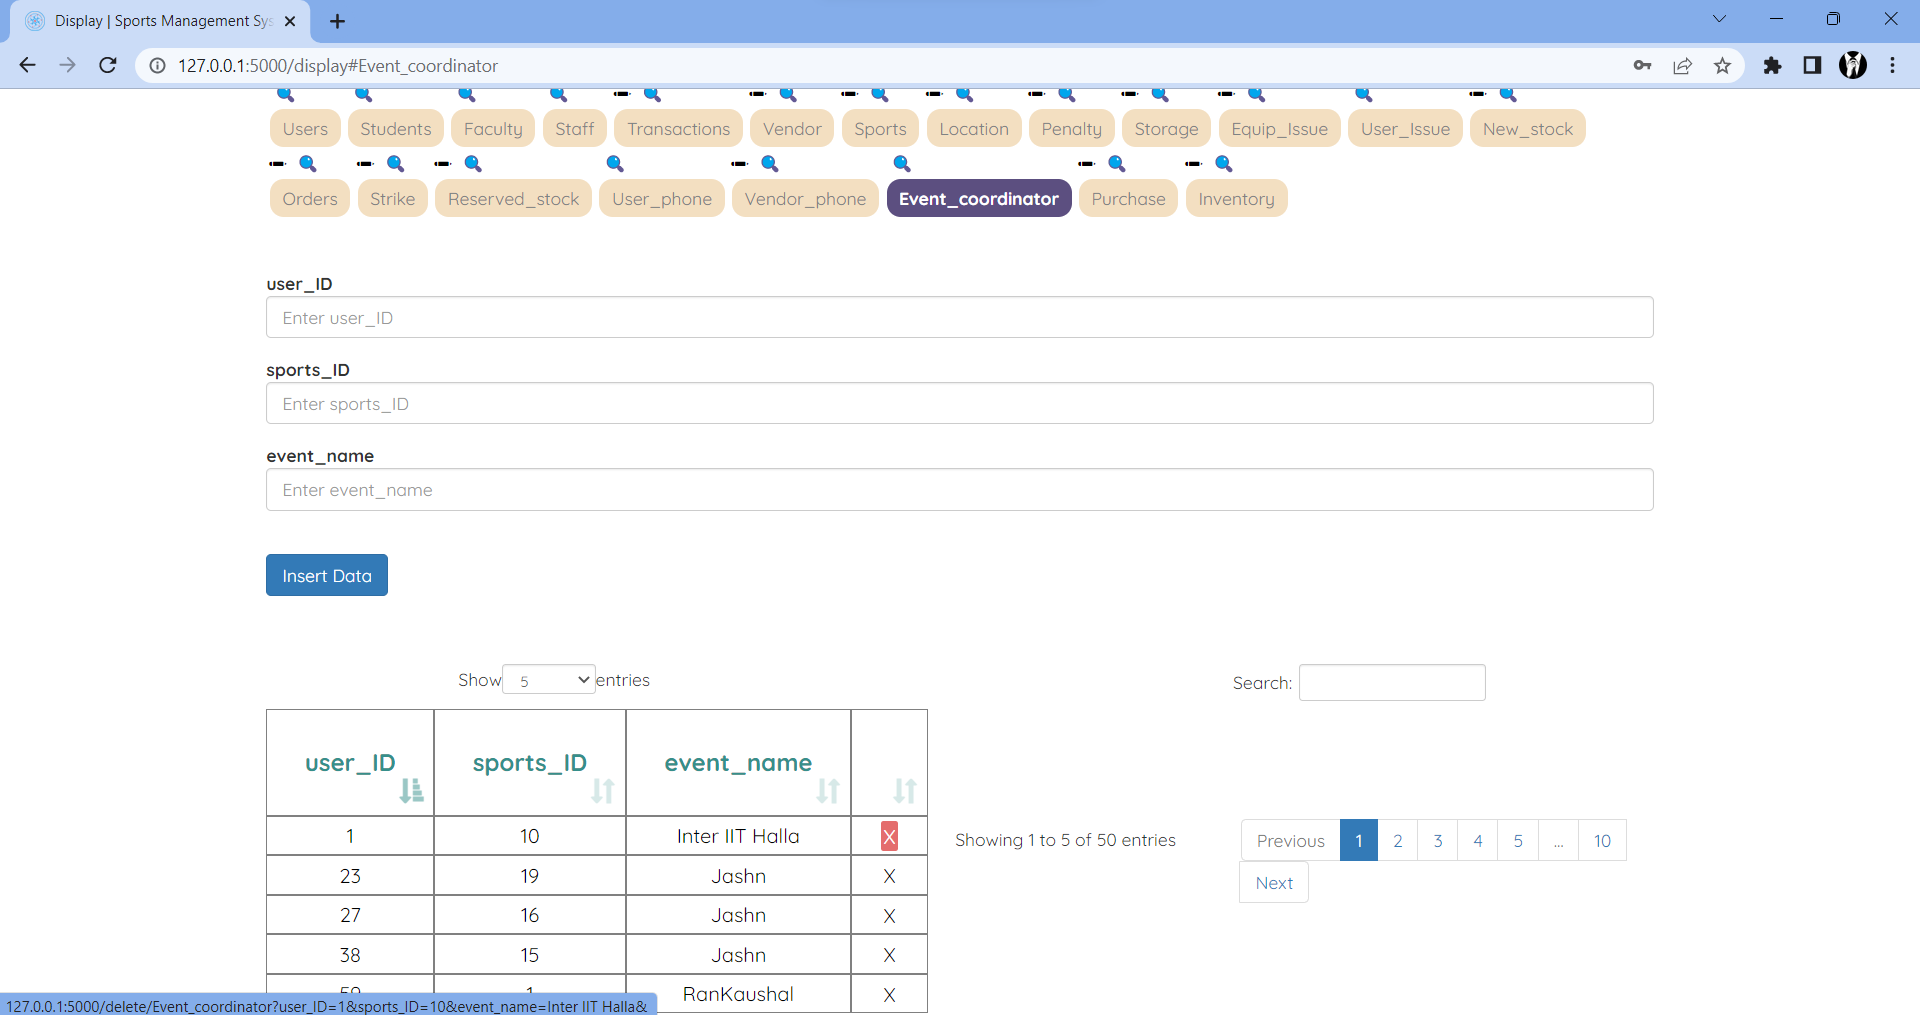 Display | Sports Management Sys
127.0.0.1:5000/display#Event_coordinator
Users Students Faculty Staff Transactions Vendor Sports Location Penalty Storage Equip_Issue User_Issue New_stock
Orders Strike Reserved_stock User_phone Vendor_phone Event_coordinator Purchase Inventory
user_ID
Enter user_ID
sports_ID
Enter sports_ID
event_name
Enter event_name
Insert Data
Show 5 entries Search:
user_ID sports_ID event_name
1 10 Inter IIT Halla X
Showing 1 to 5 of 50 entries Previous 1 2 3 4 5 ... 10
Next
23 19 Jashn X
27 16 Jashn X
38 15 Jashn X
59 1 RanKaushal X
127.0.0.1:5000/delete/Event_coordinator?user_ID=1&sports_ID=10&event_name=Inter IIT Halla&